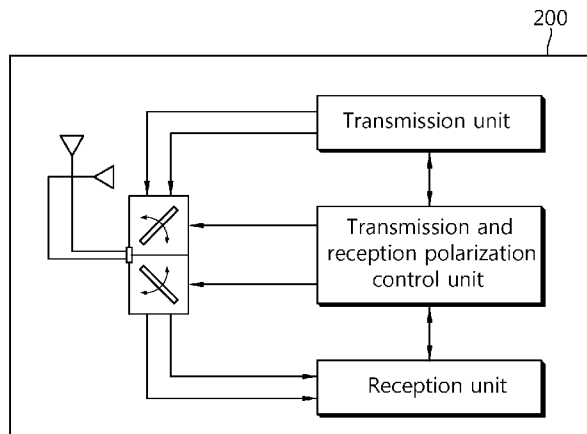 200
Transmission unit
Transmission and
reception polarization
control unit
Reception unit